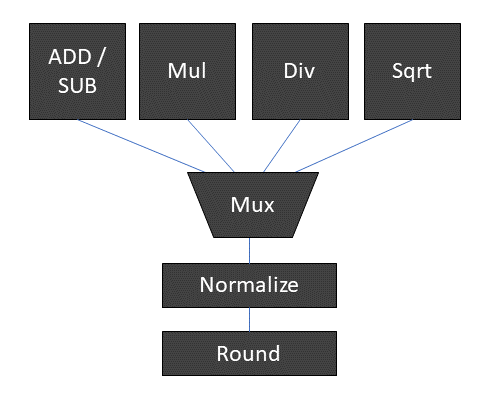 ADD /
SUB
Mul
Div
Sqrt
Mux
Normalize
Round